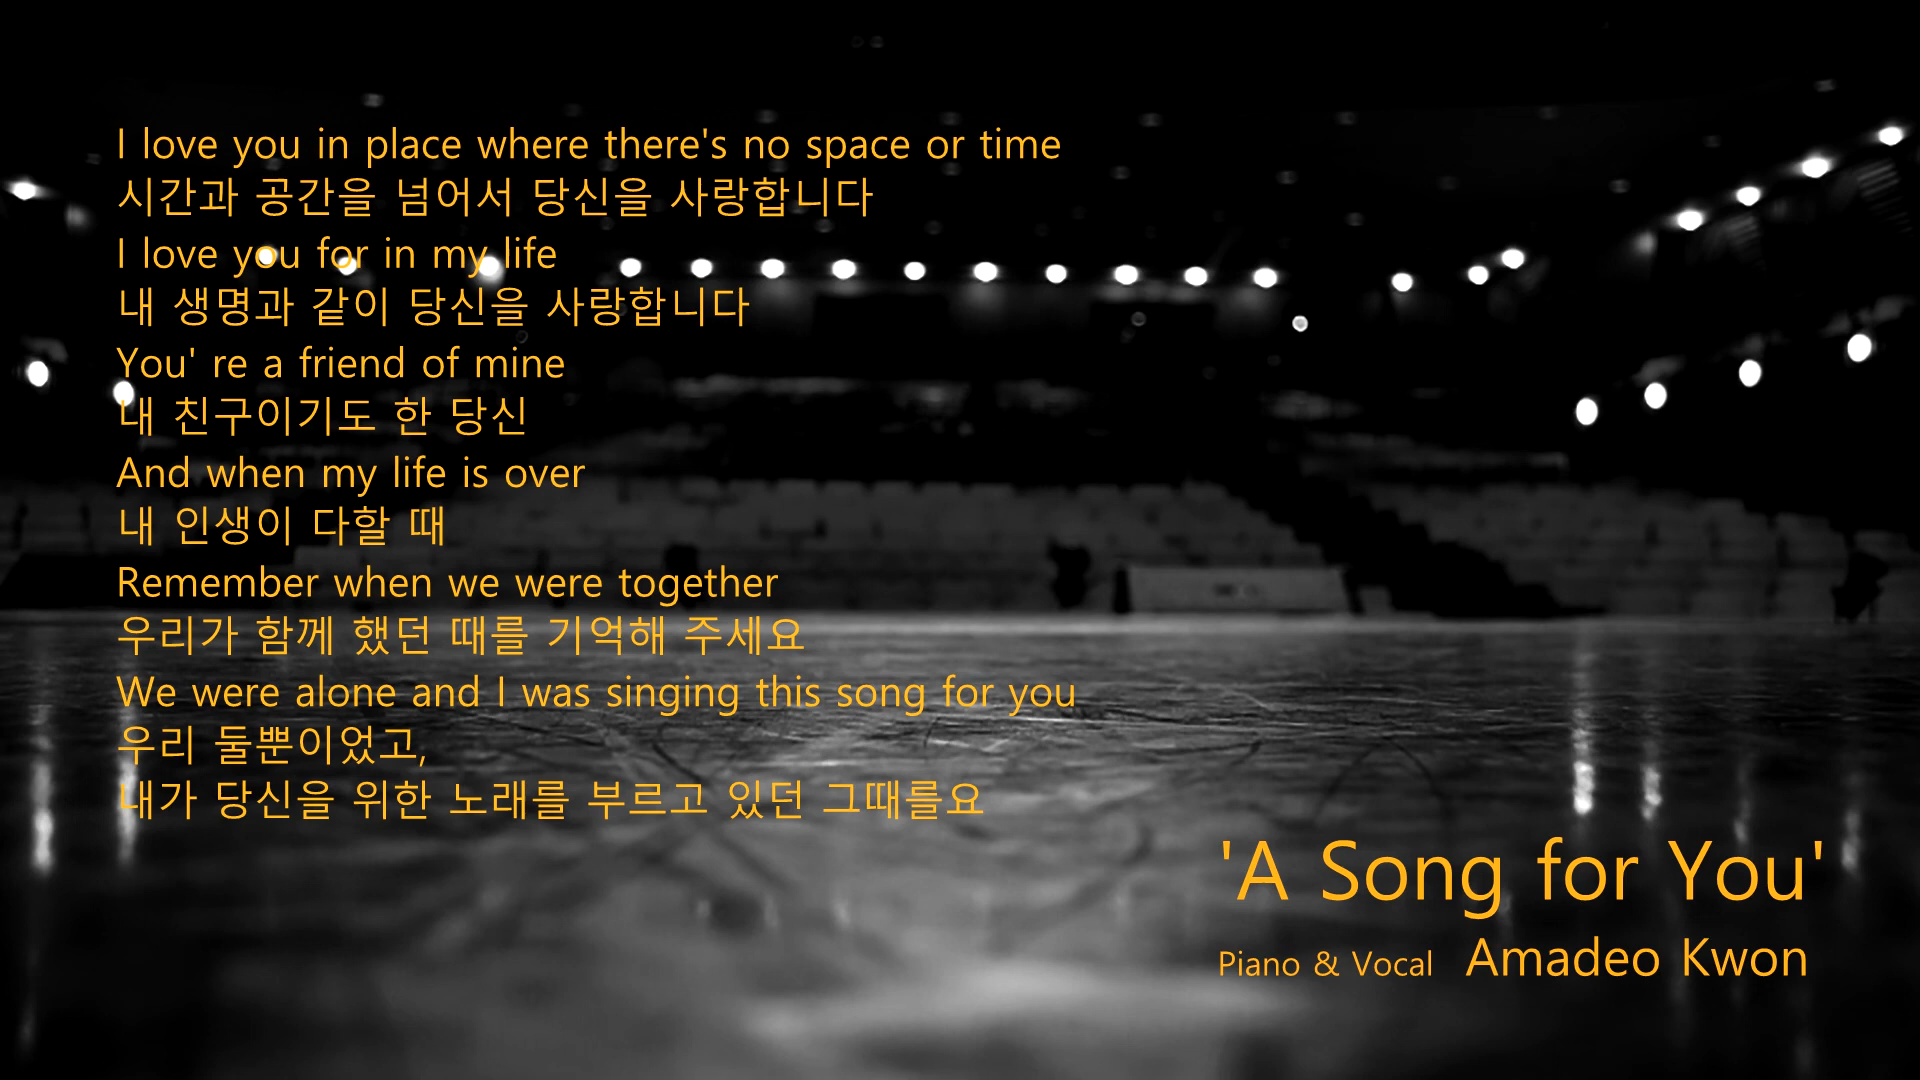 I love you in place where there's no space or time
시간과 공간을 넘어서 당신을 사랑합니다
I love you for in my life
내 생명과 같이 당신을 사랑합니다
You' re a friend of mine
내 친구이기도 한 당신
And when my life is over
내 인생이 다할 때
Remember when we were together
우리가 함께 했던 때를 기억해 주세요
We were alone and I was singing this song for you
우리 둘뿐이었고,
내가 당신을 위한 노래를 부르고 있던 그때를요
'A Song for You'
Piano & Vocal Amadeo Kwon